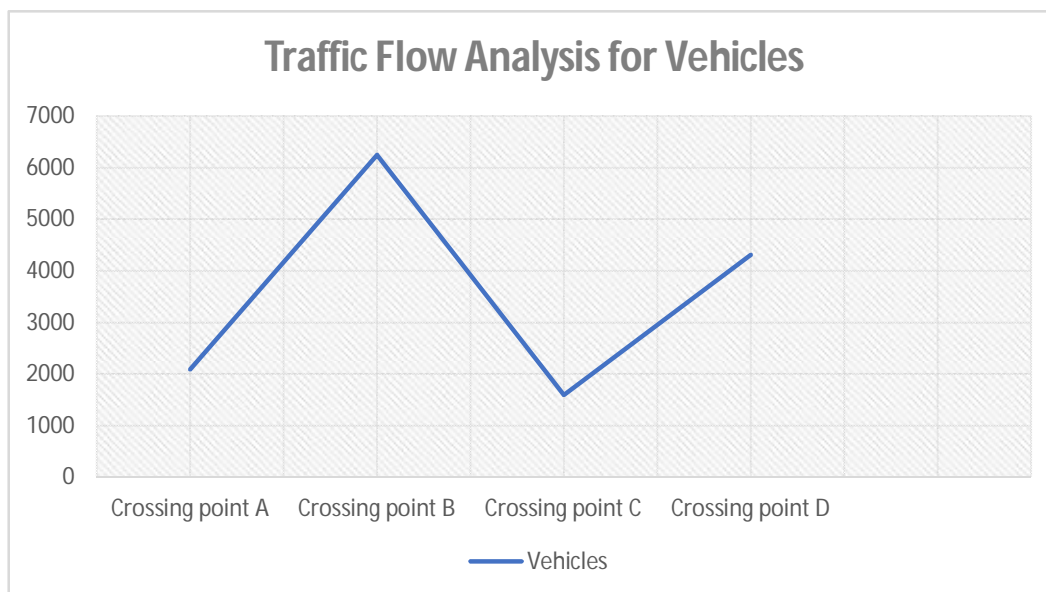 Traffic Flow Analysis for Vehicles
7000
6000
5000
4000
3000
2000
1000
0
Crossing point A Crossing point B Crossing point C Crossing point D
Vehicles